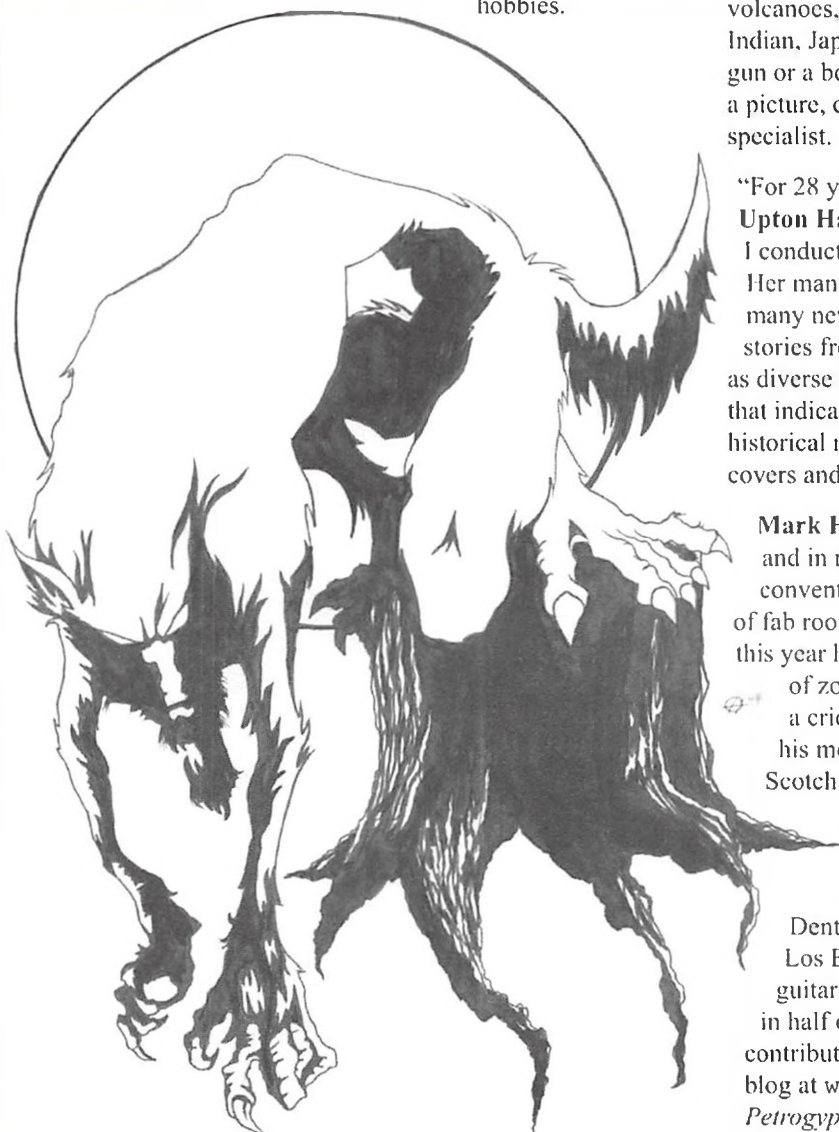 hobbies.
volcanoes,
Indian, Jap
gun or a bo
a picture, c
specialist.
"For 28 y
Upton Ha
I conduct
Her man
many nev
stories fro
as diverse
that indica
historical r
covers and
Mark H
and in r
convent
of fab roo
this year h
of zo
a cric
his mo
Scotch
Dent
Los E
guitar
in half o
contribut
blog at w
Petrogyp